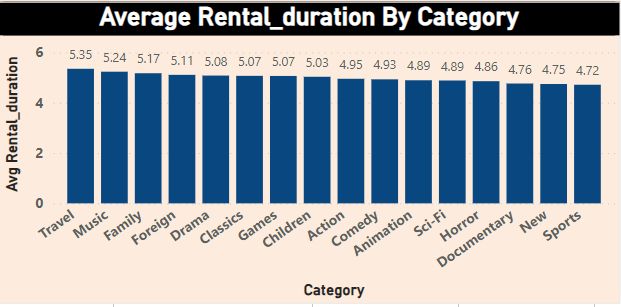 Average Rental_duration By Category
Avg Rental_duration
6
4
2
0
5.35 5.24 5.17 5.11 5.08 5.07 5.07 5.03 4.95 4.93 4.89 4.89 4.86 4.76 4.75 4.72
Travel Music Family Foreign Drama Classics Games Children Action Comedy Animation Sci-Fi Horror Documentary New Sports
Category